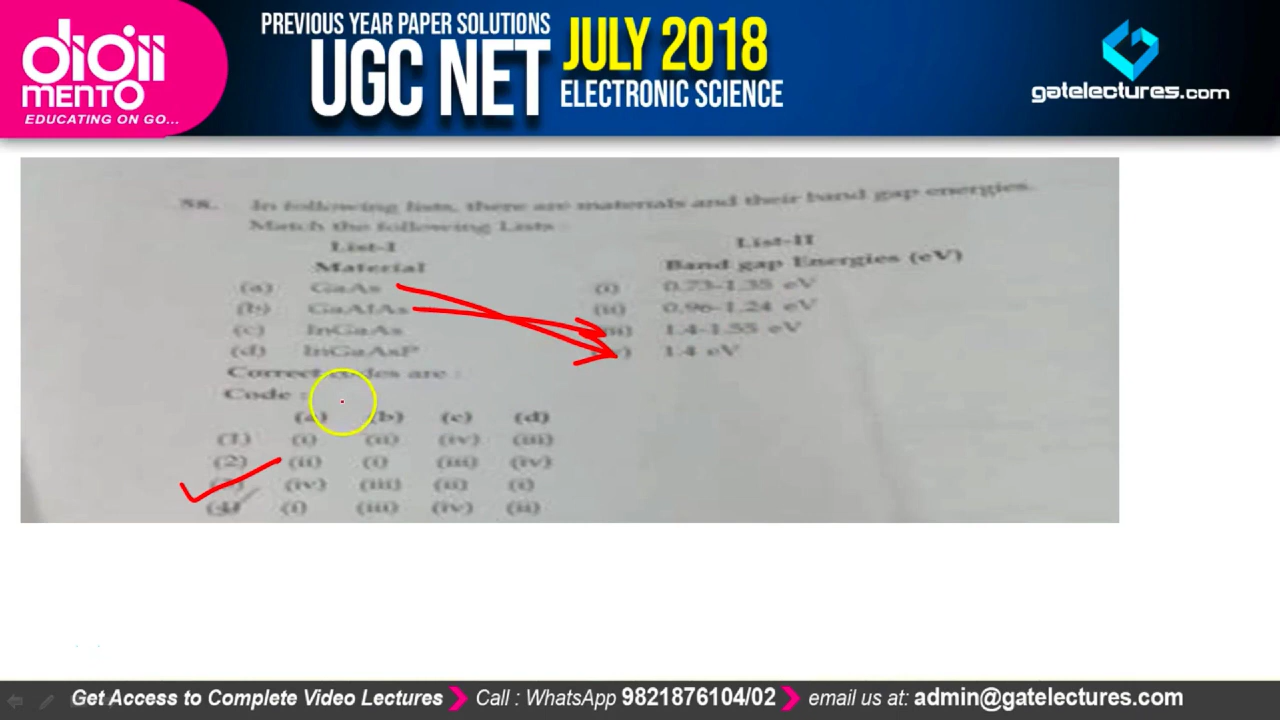 digii
MENTO
EDUCATING ON GO...
PREVIOUS YEAR PAPER SOLUTIONS
UGC NET
JULY 2018
ELECTRONIC SCIENCE
gatelectures.com
58. In following lists, there are materials and their band gap energies.
Match the following Lists :
List-I List-II
Material Band gap Energies (eV)
(a) GaAs (i) 0.73-1.35 eV
(b) GaAlAs (ii) 0.96-1.24 eV
(c) InGaAs 1.4-1.55 eV
(d) InGaAsP 1.4 eV
Correct codes are :
Code :
(a) (b) (c) (d)
(1) (i) (ii) (iv) (iii)
(2) (ii) (i) (iii) (iv)
(3) (iv) (iii) (ii) (i)
(4) (i) (iii) (iv) (ii)
Get Access to Complete Video Lectures Call : WhatsApp 9821876104/02 email us at: admin@gatelectures.com